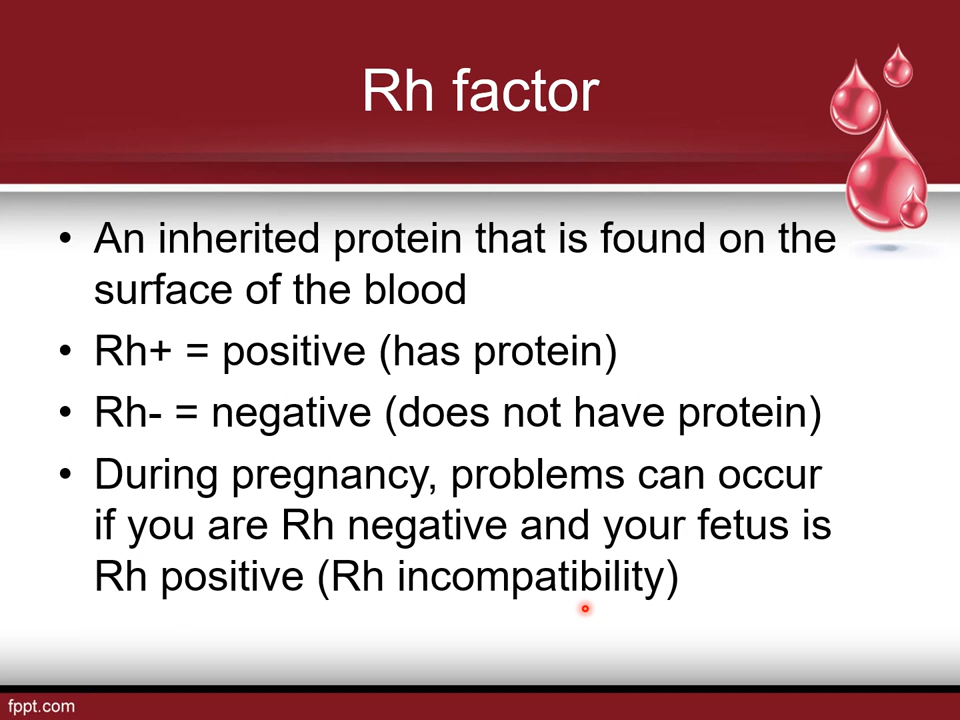 Rh factor
• An inherited protein that is found on the
surface of the blood
• Rh+ = positive (has protein)
• Rh- = negative (does not have protein)
• During pregnancy, problems can occur
if you are Rh negative and your fetus is
Rh positive (Rh incompatibility)
fppt.com